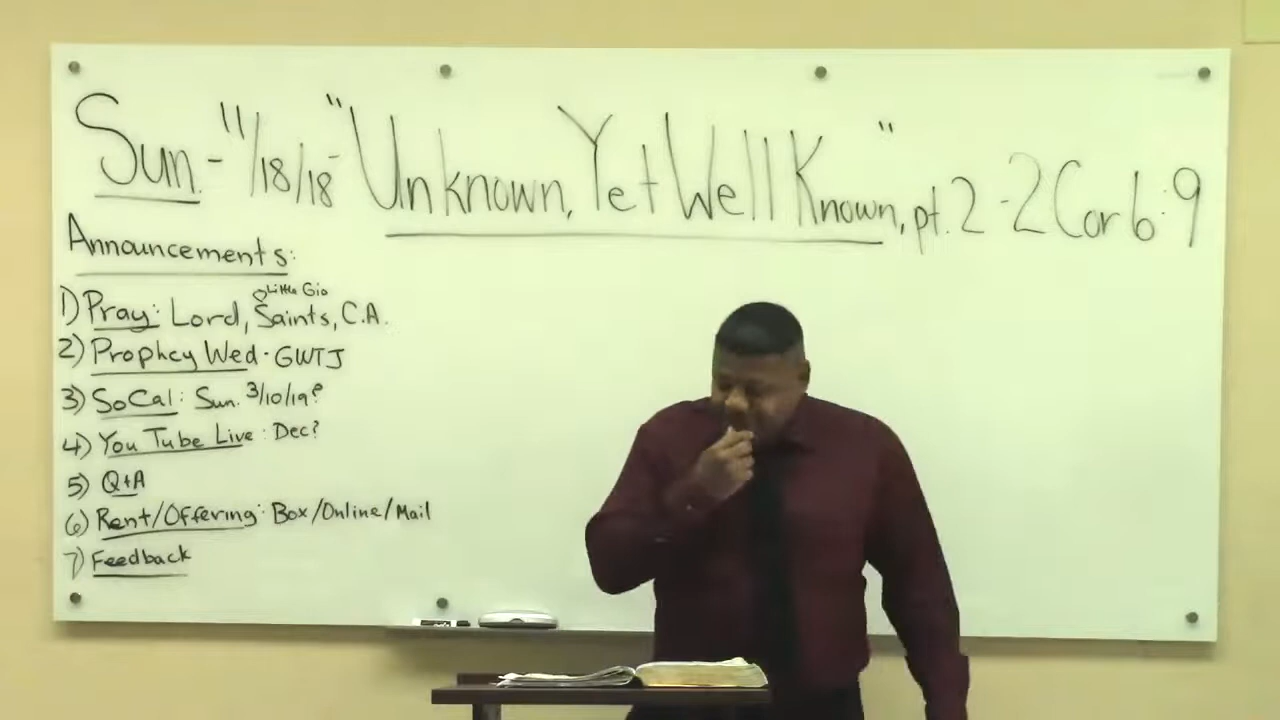 Sun. - 11/18/18 - "Unknown, Yet Well Known", pt. 2 - 2 Cor 6:9
Announcements:
Little Gio
1) Pray: Lord, Saints, C.A.
2) Prophcy Wed · GWTJ
3) SoCal: Sun. 3/10/19?
4) You Tube Live: Dec?
5) Q+A
6) Rent/Offering: Box/Online/Mail
7) Feedback